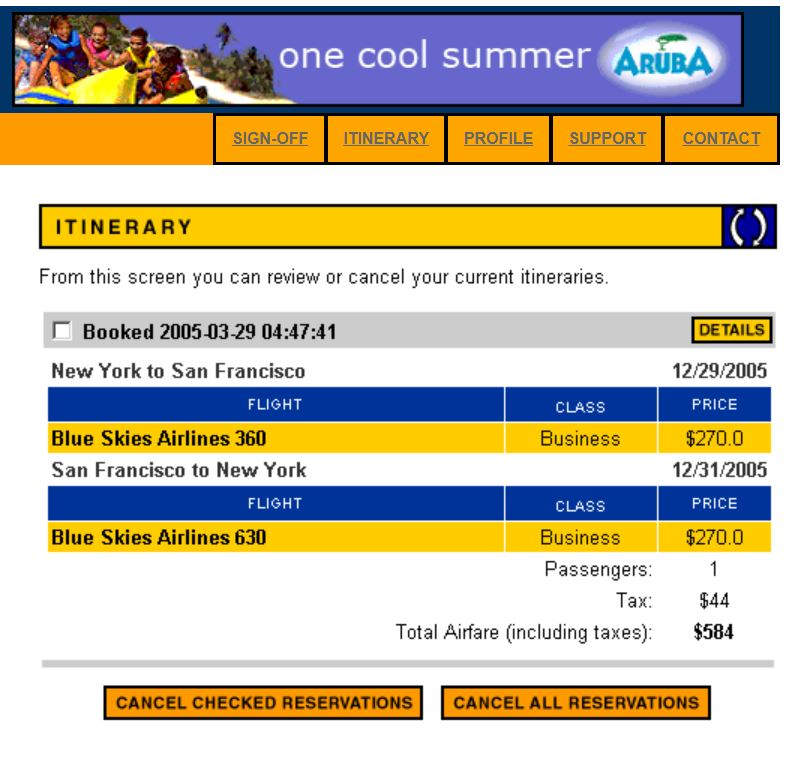 one cool summer ARUBA
SIGN-OFF ITINERARY PROFILE SUPPORT CONTACT
ITINERARY
From this screen you can review or cancel your current itineraries.
Booked 2005-03-29 04:47:41 DETAILS
New York to San Francisco 12/29/2005
FLIGHT CLASS PRICE
Blue Skies Airlines 360 Business $270.0
San Francisco to New York 12/31/2005
FLIGHT CLASS PRICE
Blue Skies Airlines 630 Business $270.0
Passengers: 1
Tax: $44
Total Airfare (including taxes): $584
CANCEL CHECKED RESERVATIONS CANCEL ALL RESERVATIONS